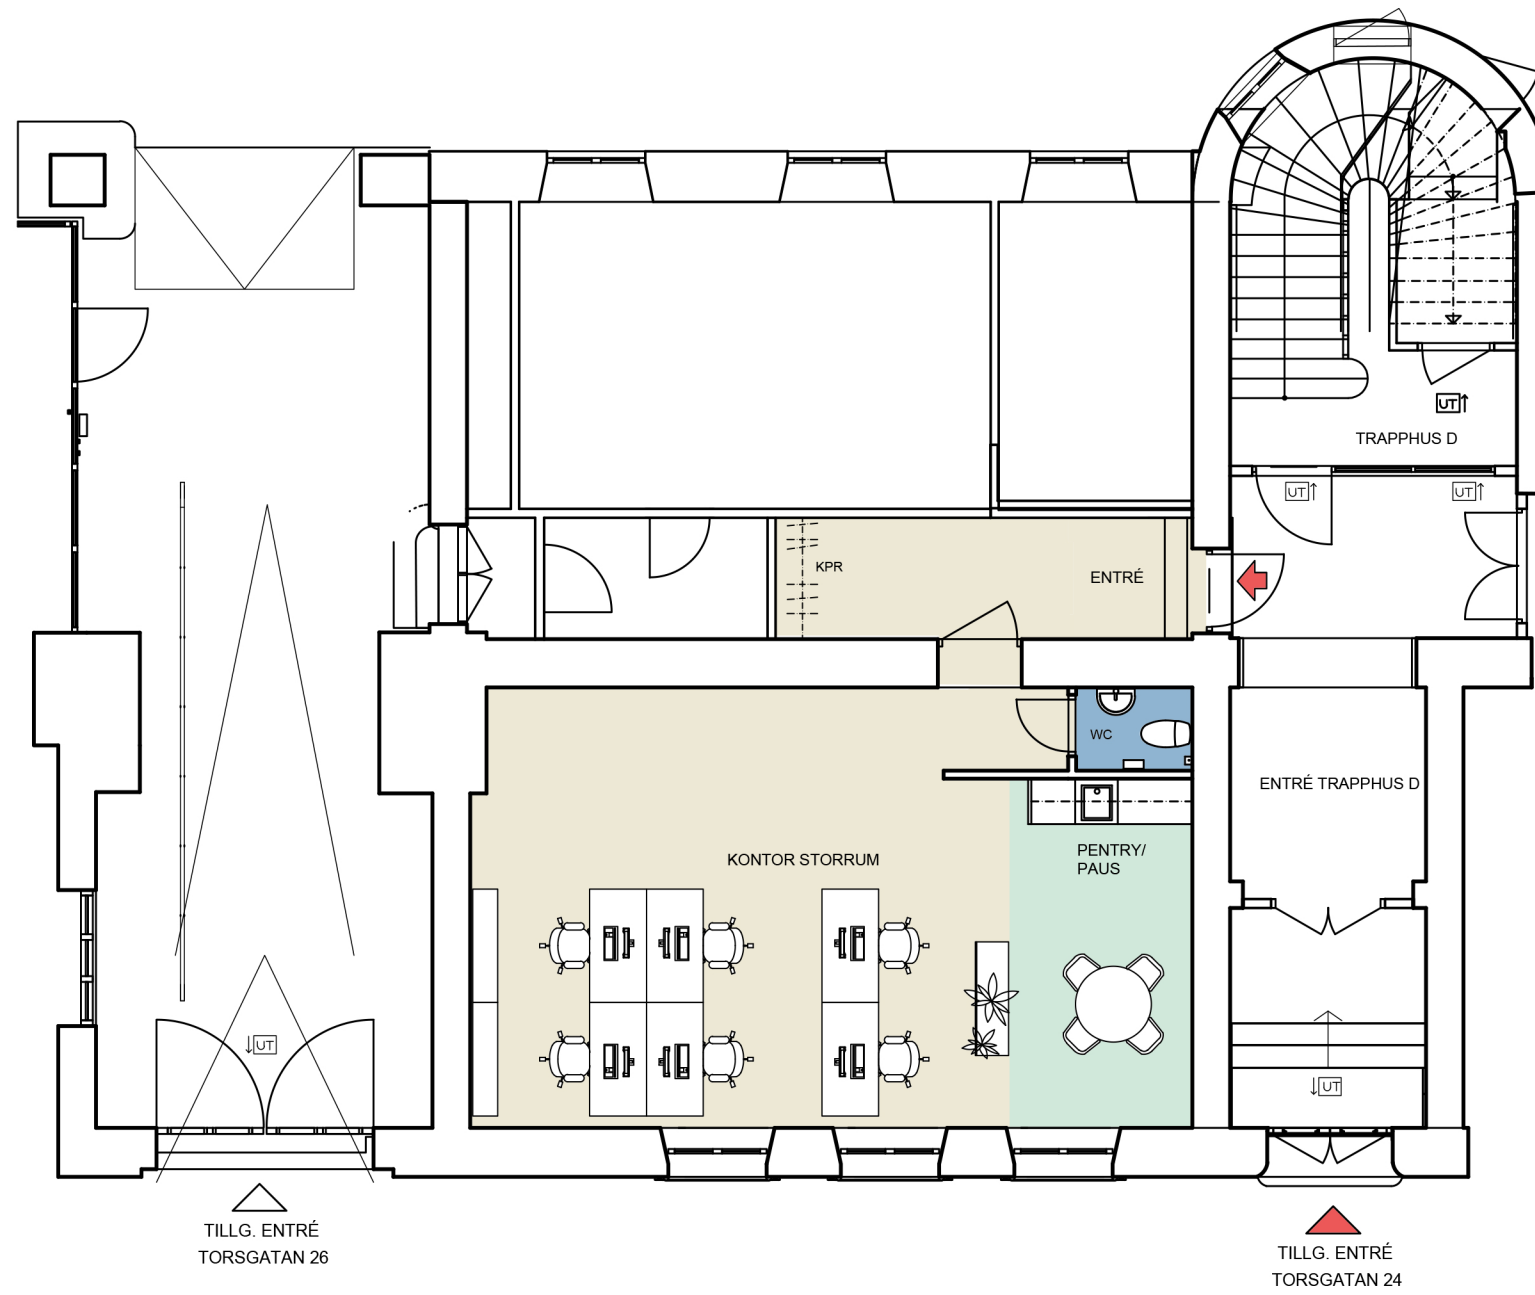 UT
TRAPPHUS D
UT
UT
KPR
ENTRÉ
WC
ENTRÉ TRAPPHUS D
KONTOR STORRUM
PENTRY/
PAUS
UT
UT
TILLG. ENTRÉ
TORSGATAN 26
TILLG. ENTRÉ
TORSGATAN 24